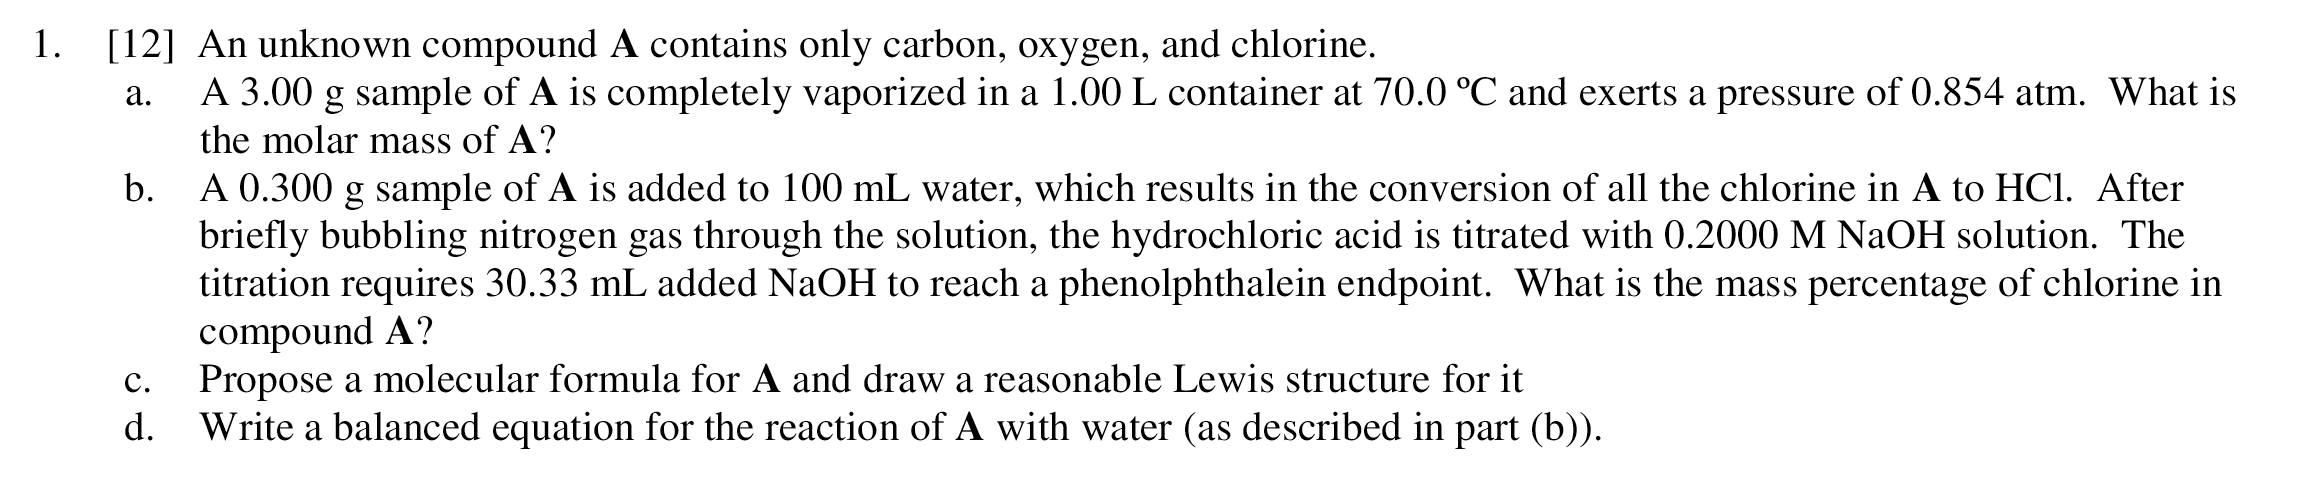 1. [12] An unknown compound A contains only carbon, oxygen, and chlorine.
a. A 3.00 g sample of A is completely vaporized in a 1.00 L container at 70.0 ºC and exerts a pressure of 0.854 atm. What is
the molar mass of A?
b. A 0.300 g sample of A is added to 100 mL water, which results in the conversion of all the chlorine in A to HCl. After
briefly bubbling nitrogen gas through the solution, the hydrochloric acid is titrated with 0.2000 M NaOH solution. The
titration requires 30.33 mL added NaOH to reach a phenolphthalein endpoint. What is the mass percentage of chlorine in
compound A?
c. Propose a molecular formula for A and draw a reasonable Lewis structure for it
d. Write a balanced equation for the reaction of A with water (as described in part (b)).